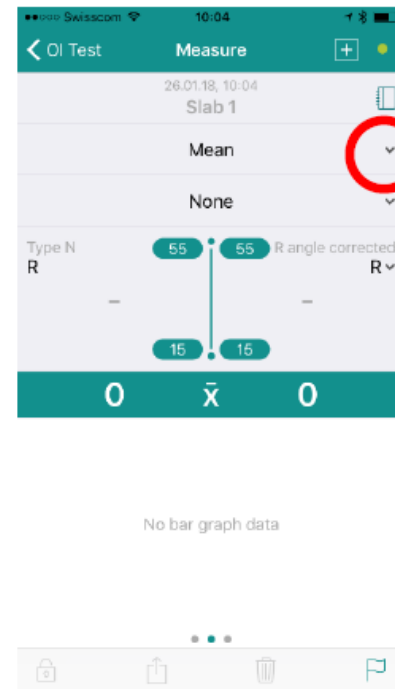 Swisscom 10:04
OI Test Measure
26.01.18, 10:04
Slab 1
Mean
None
Type N 55 55 R angle corrected
R R
– –
15 15
0 x̄ 0
No bar graph data